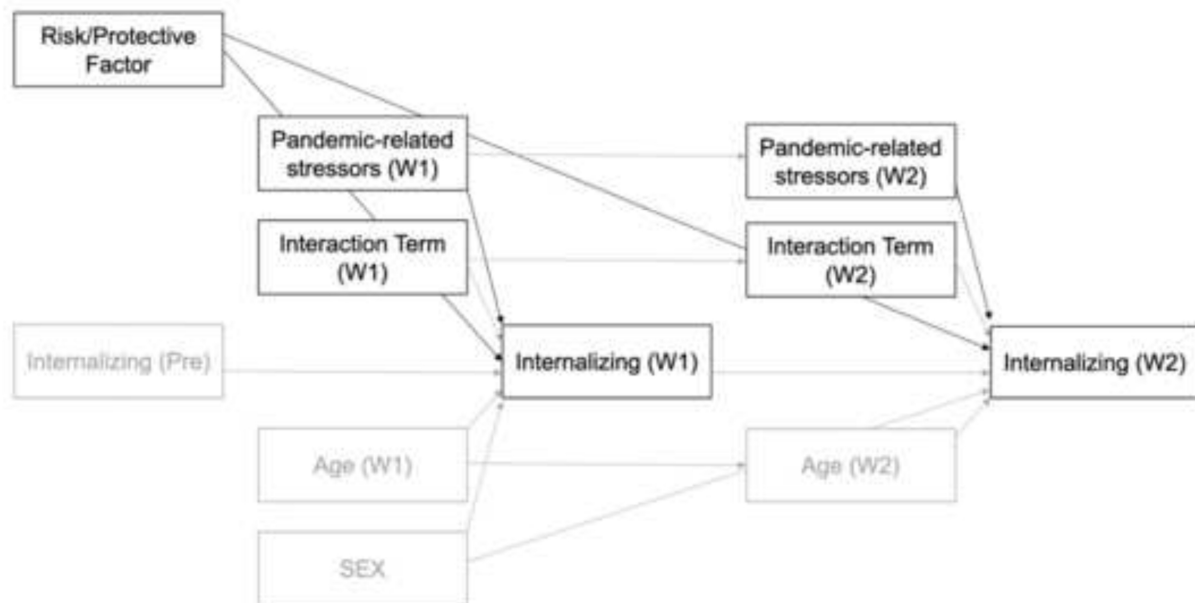 Risk/Protective
Factor
Pandemic-related
stressors (W1)
Pandemic-related
stressors (W2)
Interaction Term
(W1)
Interaction Term
(W2)
Internalizing (Pre)
Internalizing (W1)
Internalizing (W2)
Age (W1)
Age (W2)
SEX